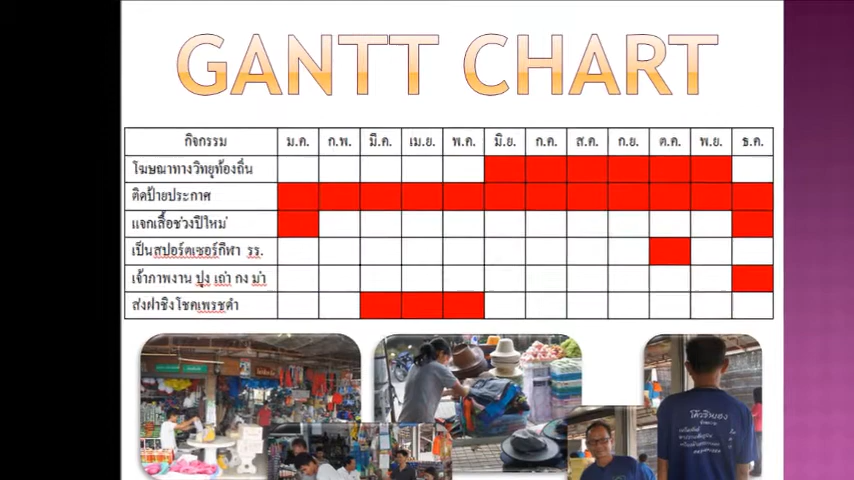 GANTT CHART
กิจกรรม ม.ค. ก.พ. มี.ค. เม.ย. พ.ค. มิ.ย. ก.ค. ส.ค. ก.ย. ต.ค. พ.ย. ธ.ค.
โฆษณาทางวิทยุท้องถิ่น
ติดป้ายประกาศ
แจกเสื้อช่วงปีใหม่
เป็นสปอร์ตเซอร์กีฬา รร.
เจ้าภาพงาน ปุง เถ่า กง ม่า
ส่งฝาชิงโชคเพรชดำ